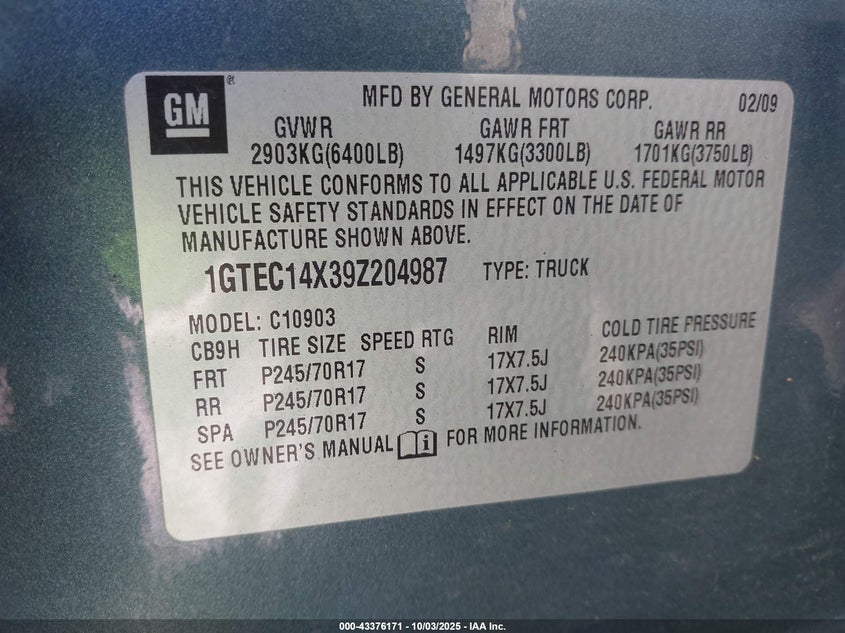 GM ®
MFD BY GENERAL MOTORS CORP. 02/09
GVWR GAWR FRT GAWR RR
2903KG(6400LB) 1497KG(3300LB) 1701KG(3750LB)
THIS VEHICLE CONFORMS TO ALL APPLICABLE U.S. FEDERAL MOTOR
VEHICLE SAFETY STANDARDS IN EFFECT ON THE DATE OF
MANUFACTURE SHOWN ABOVE.
1GTEC14X39Z204987 TYPE: TRUCK
MODEL: C10903
CB9H TIRE SIZE SPEED RTG RIM COLD TIRE PRESSURE
FRT P245/70R17 S 17X7.5J 240KPA(35PSI)
RR P245/70R17 S 17X7.5J 240KPA(35PSI)
SPA P245/70R17 S 17X7.5J 240KPA(35PSI)
SEE OWNER'S MANUAL i FOR MORE INFORMATION.
000-43376171 - 10/03/2025 - IAA Inc.